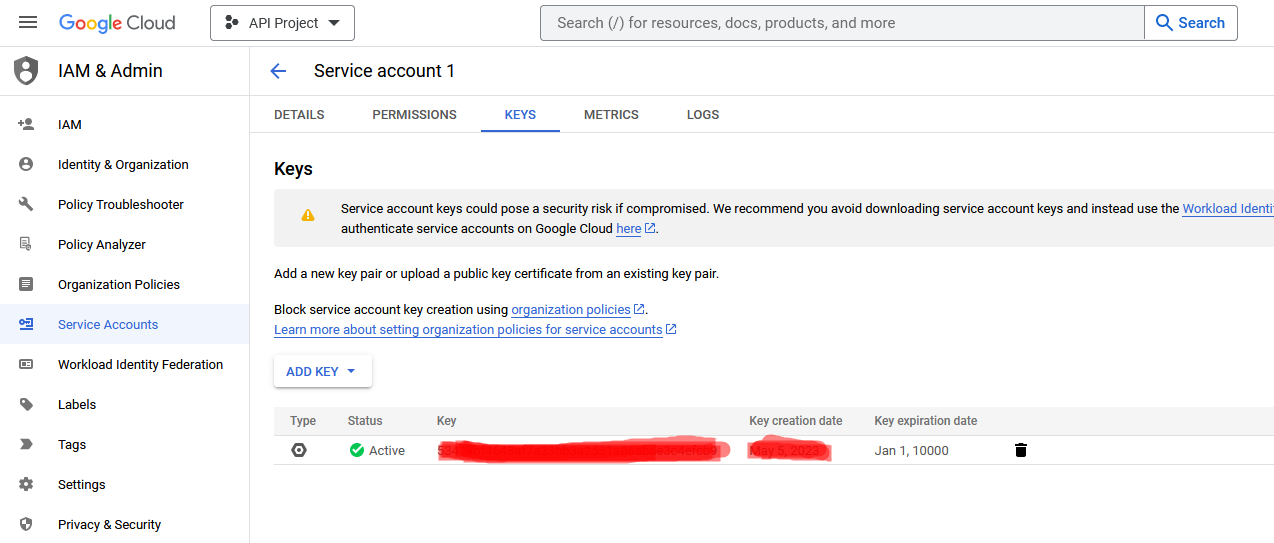 Google Cloud
API Project
Search (/) for resources, docs, products, and more
Search
IAM & Admin
Service account 1
DETAILS PERMISSIONS KEYS METRICS LOGS
IAM
Identity & Organization
Policy Troubleshooter
Policy Analyzer
Organization Policies
Service Accounts
Workload Identity Federation
Labels
Tags
Settings
Privacy & Security
Keys
Service account keys could pose a security risk if compromised. We recommend you avoid downloading service account keys and instead use the Workload Identi
authenticate service accounts on Google Cloud here.
Add a new key pair or upload a public key certificate from an existing key pair.
Block service account key creation using organization policies.
Learn more about setting organization policies for service accounts
ADD KEY
Type Status Key Key creation date Key expiration date
Active May 5, 2023 Jan 1, 10000